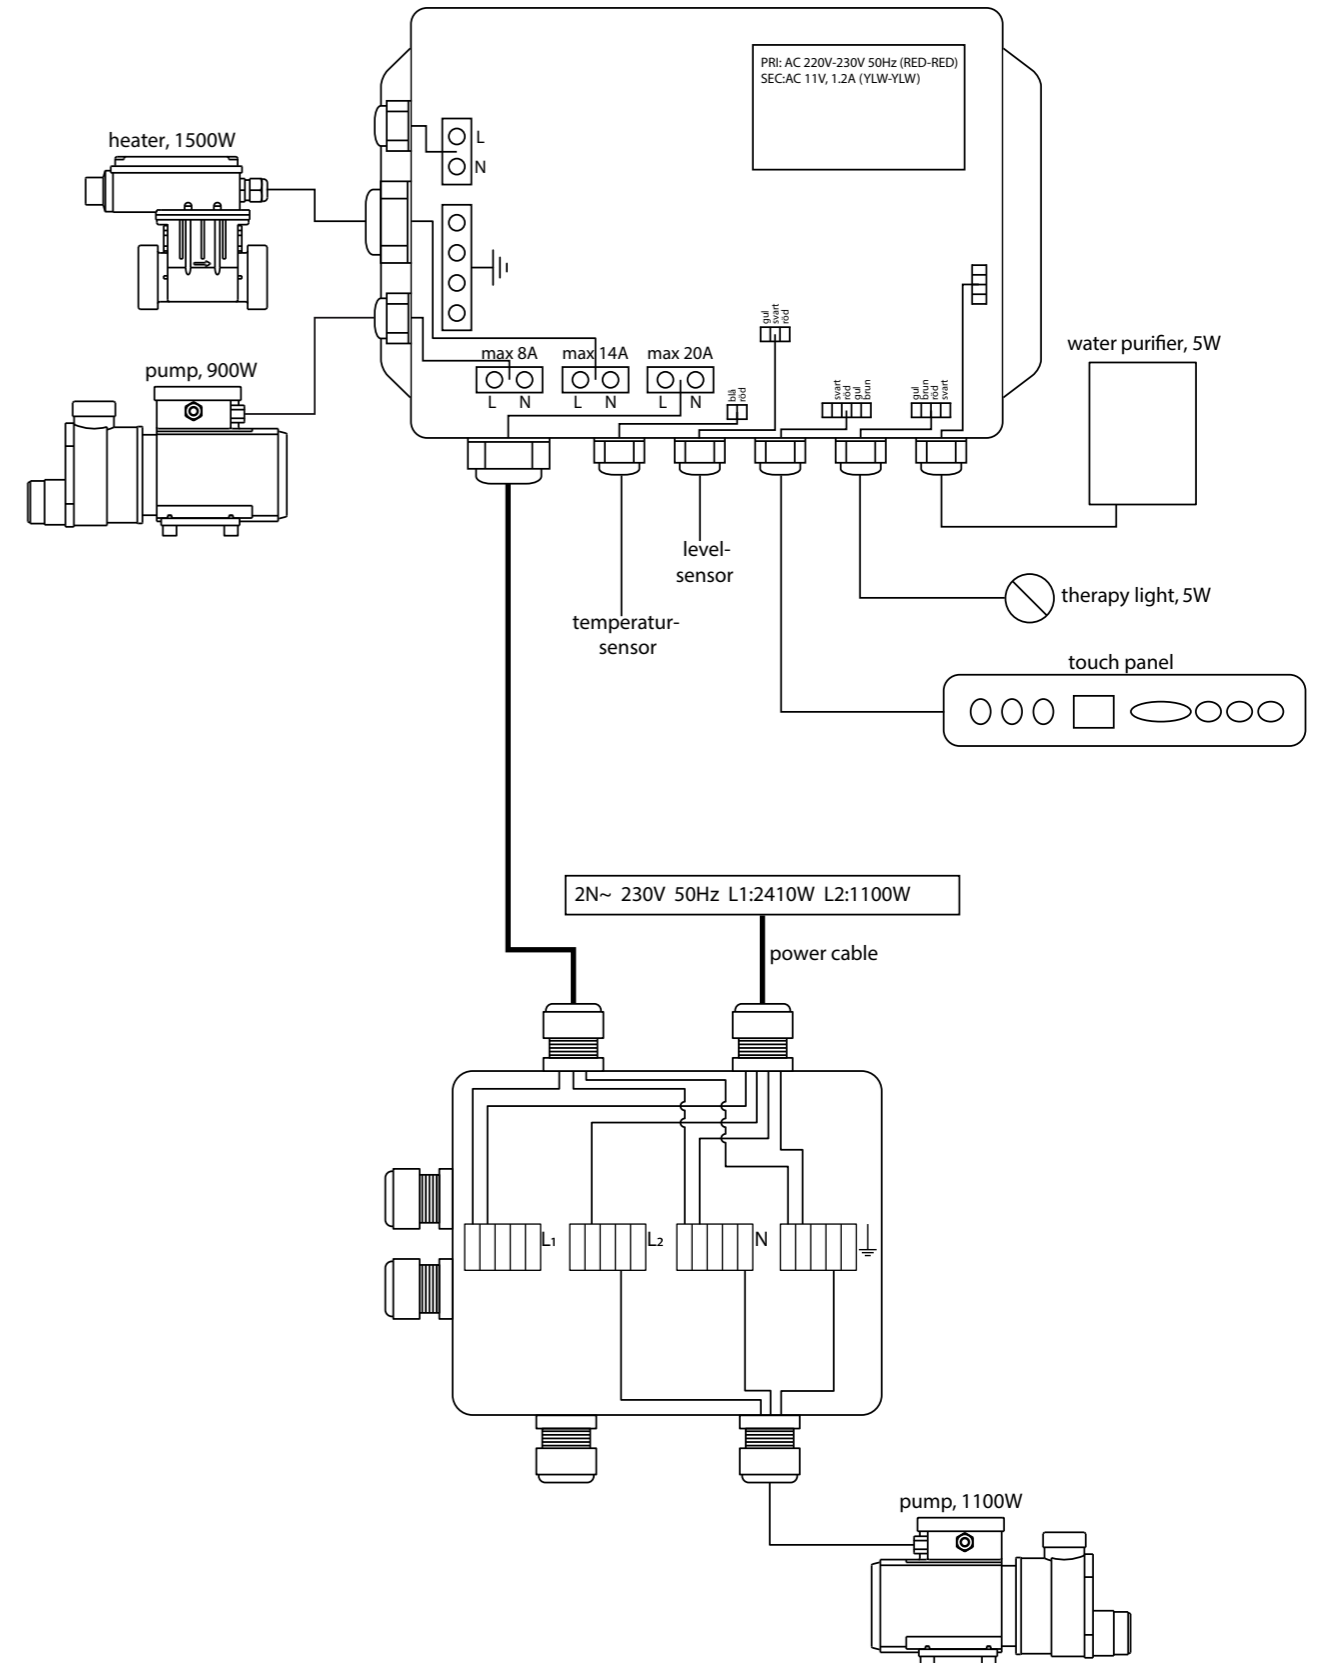 PRI: AC 220V-230V 50Hz (RED-RED)
SEC:AC 11V, 1.2A (YLW-YLW)
heater, 1500W
L
N
pump, 900W
max 8A
max 14A
max 20A
L
N
L
N
L
N
blå
röd
gul
svart
röd
svart
röd
gul
brun
gul
brun
röd
svart
water purifier, 5W
level-
sensor
temperatur-
sensor
therapy light, 5W
touch panel
2N~ 230V 50Hz L1:2410W L2:1100W
power cable
L1
L2
N
pump, 1100W